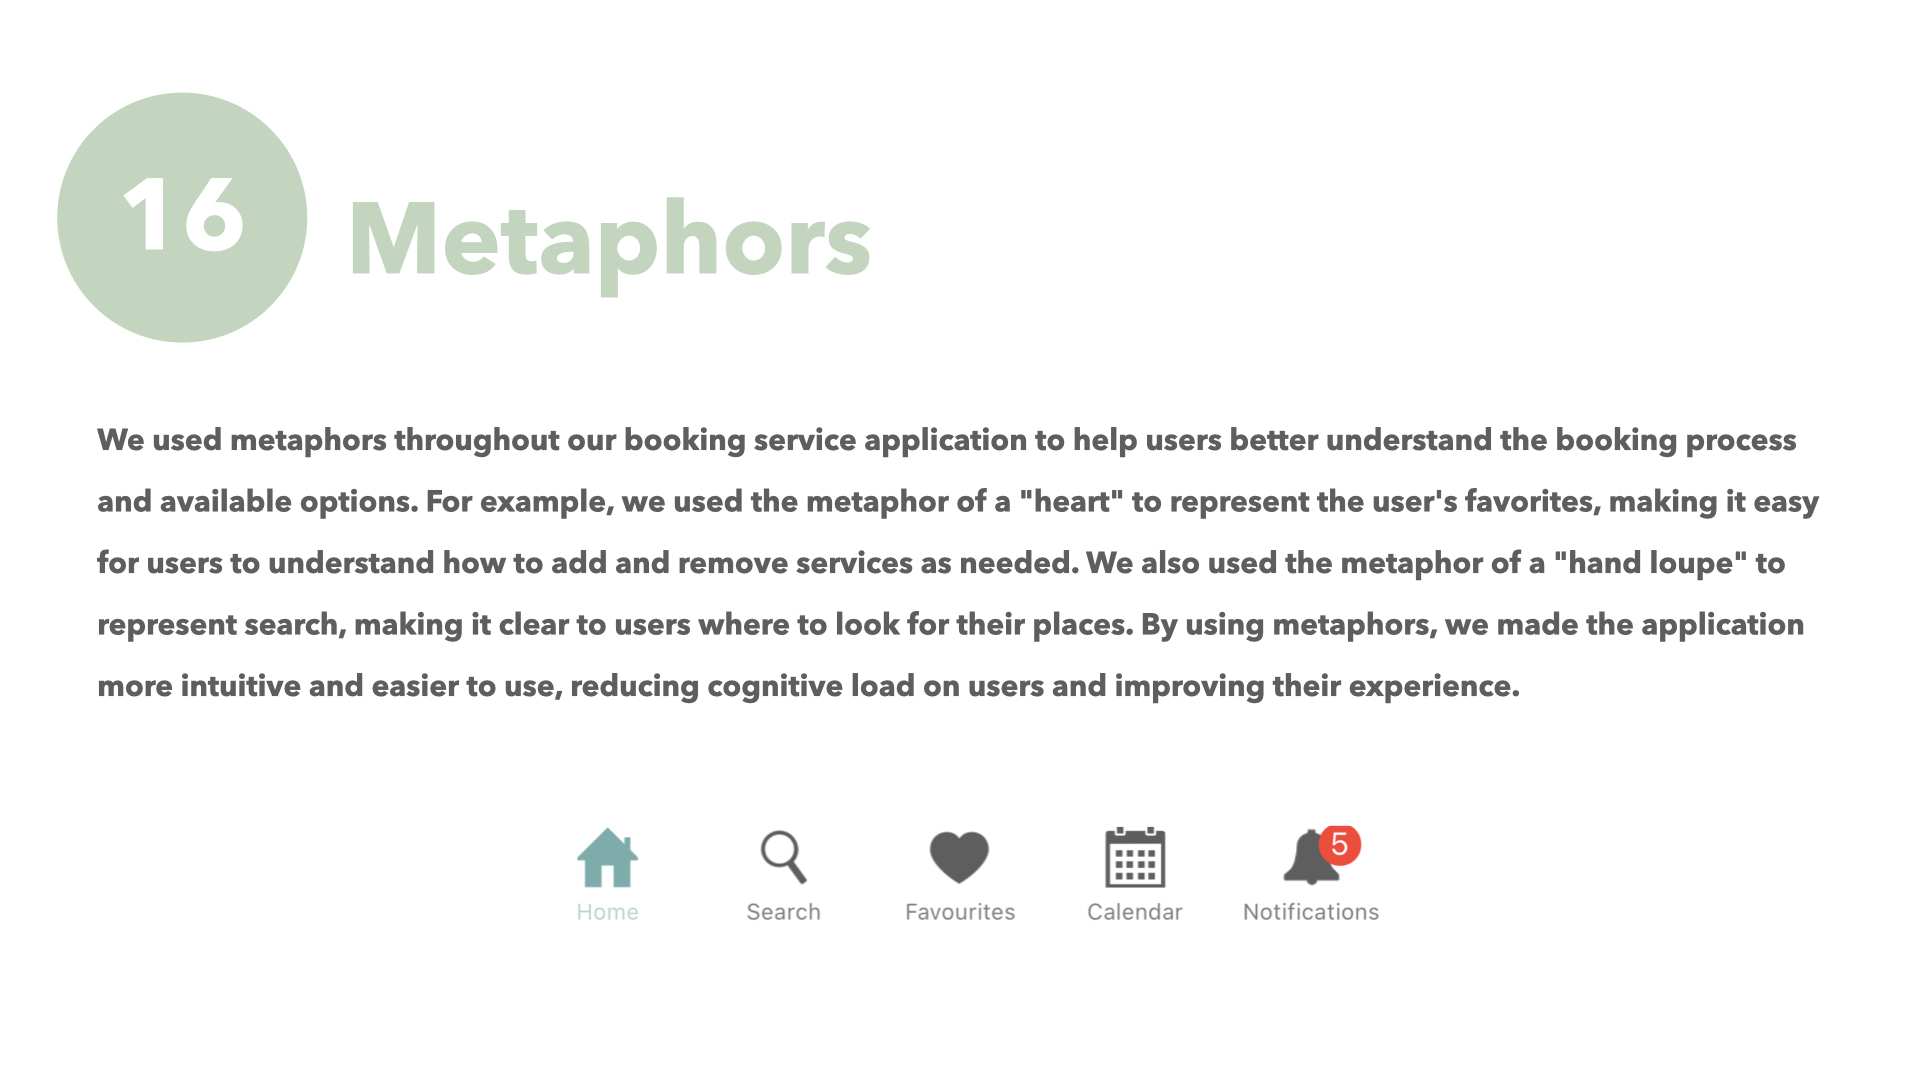 16
Metaphors
We used metaphors throughout our booking service application to help users better understand the booking process
and available options. For example, we used the metaphor of a "heart" to represent the user's favorites, making it easy
for users to understand how to add and remove services as needed. We also used the metaphor of a "hand loupe" to
represent search, making it clear to users where to look for their places. By using metaphors, we made the application
more intuitive and easier to use, reducing cognitive load on users and improving their experience.
5
Home Search Favourites Calendar Notifications